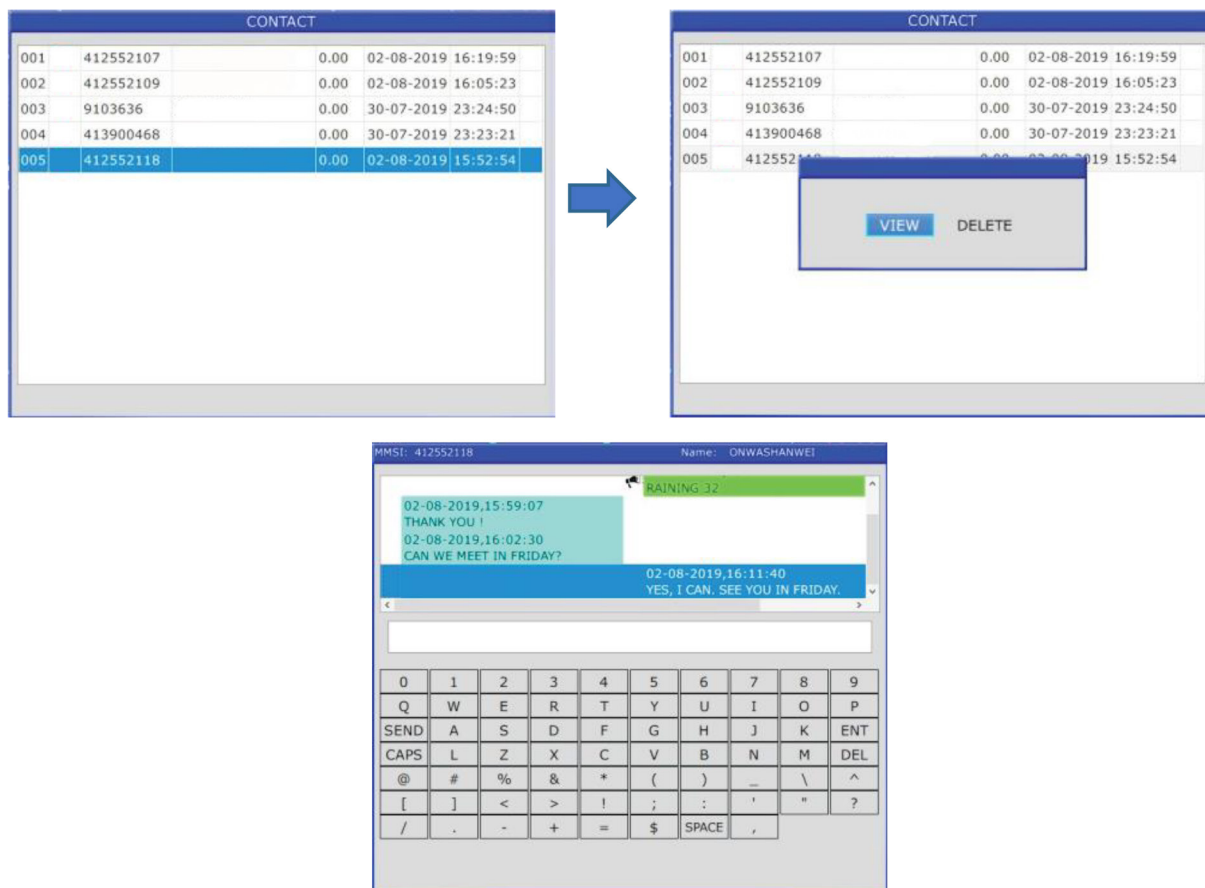 CONTACT
001 412552107 0.00 02-08-2019 16:19:59
002 412552109 0.00 02-08-2019 16:05:23
003 9103636 0.00 30-07-2019 23:24:50
004 413900468 0.00 30-07-2019 23:23:21
005 412552118 0.00 02-08-2019 15:52:54
CONTACT
001 412552107 0.00 02-08-2019 16:19:59
002 412552109 0.00 02-08-2019 16:05:23
003 9103636 0.00 30-07-2019 23:24:50
004 413900468 0.00 30-07-2019 23:23:21
005 412552118 0.00 02-08-2019 15:52:54
VIEW DELETE
MMSI: 412552118 Name: ONWASHANWEI
RAINING 32
02-08-2019,15:59:07
THANK YOU !
02-08-2019,16:02:30
CAN WE MEET IN FRIDAY?
02-08-2019,16:11:40
YES, I CAN. SEE YOU IN FRIDAY.
0 1 2 3 4 5 6 7 8 9
Q W E R T Y U I O P
SEND A S D F G H J K ENT
CAPS L Z X C V B N M DEL
@ # % & * ( ) _ \ ^
[ ] < > ! ; : ' " ?
/ . - + = $ SPACE ,